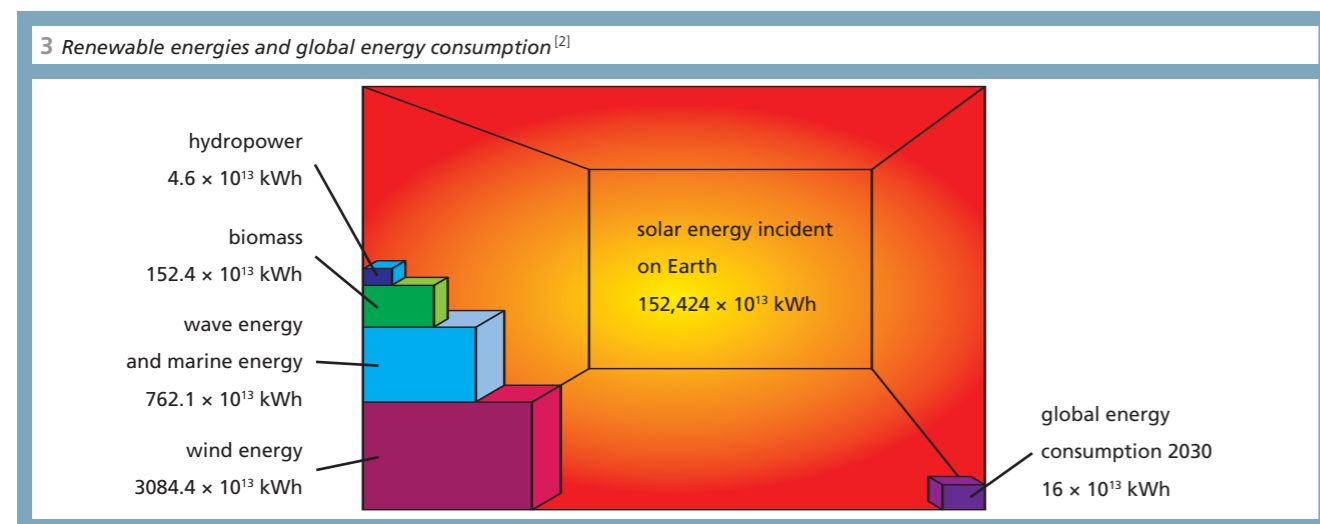 3 Renewable energies and global energy consumption [2]
hydropower
4.6 × 10¹³ kWh
biomass
152.4 × 10¹³ kWh
wave energy
and marine energy
762.1 × 10¹³ kWh
wind energy
3084.4 × 10¹³ kWh
solar energy incident
on Earth
152,424 × 10¹³ kWh
global energy
consumption 2030
16 × 10¹³ kWh